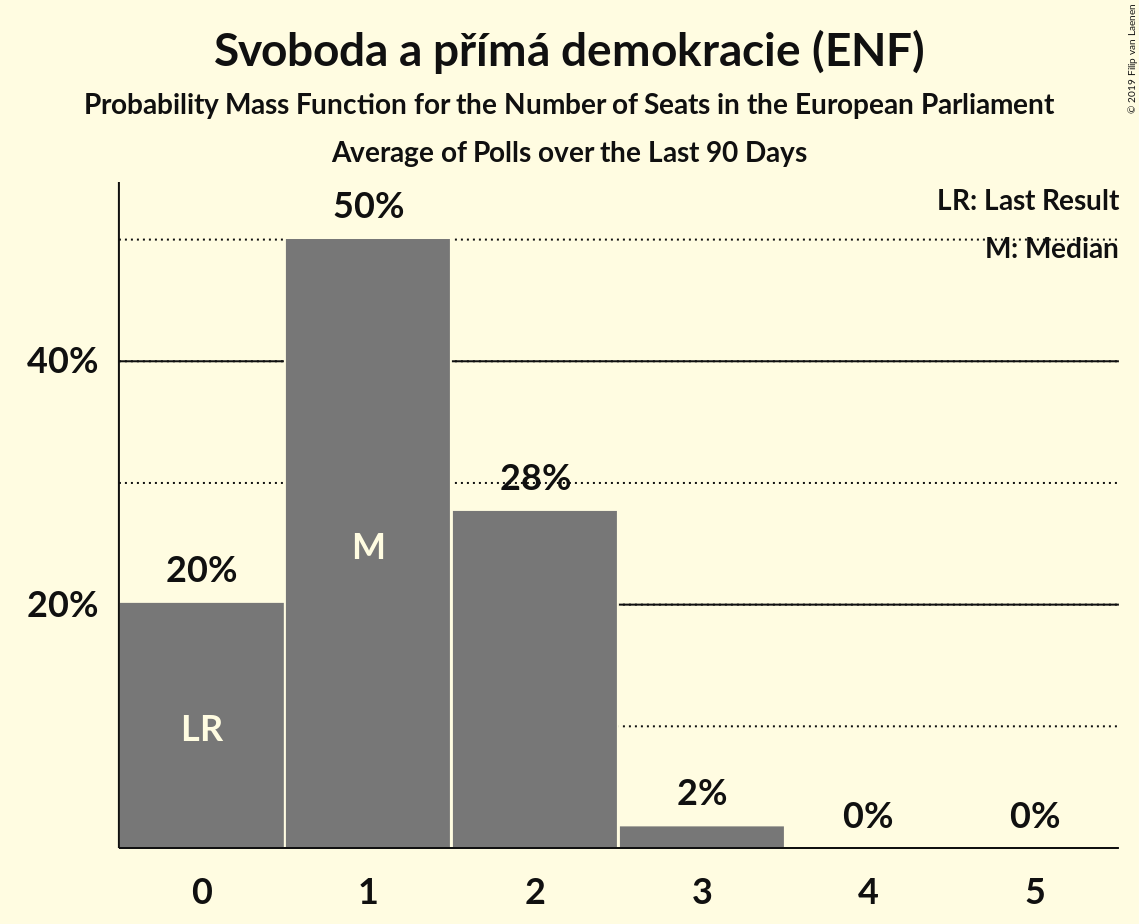 Svoboda a přímá demokracie (ENF)
Probability Mass Function for the Number of Seats in the European Parliament
Average of Polls over the Last 90 Days
© 2019 Filip van Laenen
LR: Last Result
M: Median
50%
40%
28%
20%
20%
M
LR
2%
0%
0%
0 1 2 3 4 5